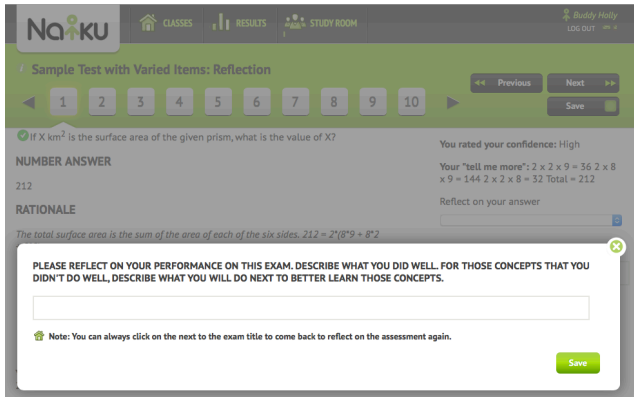 Naiku
CLASSES
RESULTS
STUDY ROOM
Buddy Holly
LOG OUT
Sample Test with Varied Items: Reflection
Previous
Next
1 2 3 4 5 6 7 8 9 10
Save
If X km² is the surface area of the given prism, what is the value of X?
NUMBER ANSWER
212
RATIONALE
The total surface area is the sum of the area of each of the six sides. 212 = 2*(8*9 + 8*2
You rated your confidence: High
Your "tell me more": 2 x 2 x 9 = 36 2 x 8
x 9 = 144 2 x 2 x 8 = 32 Total = 212
Reflect on your answer
PLEASE REFLECT ON YOUR PERFORMANCE ON THIS EXAM. DESCRIBE WHAT YOU DID WELL. FOR THOSE CONCEPTS THAT YOU
DIDN'T DO WELL, DESCRIBE WHAT YOU WILL DO NEXT TO BETTER LEARN THOSE CONCEPTS.
Note: You can always click on the next to the exam title to come back to reflect on the assessment again.
Save